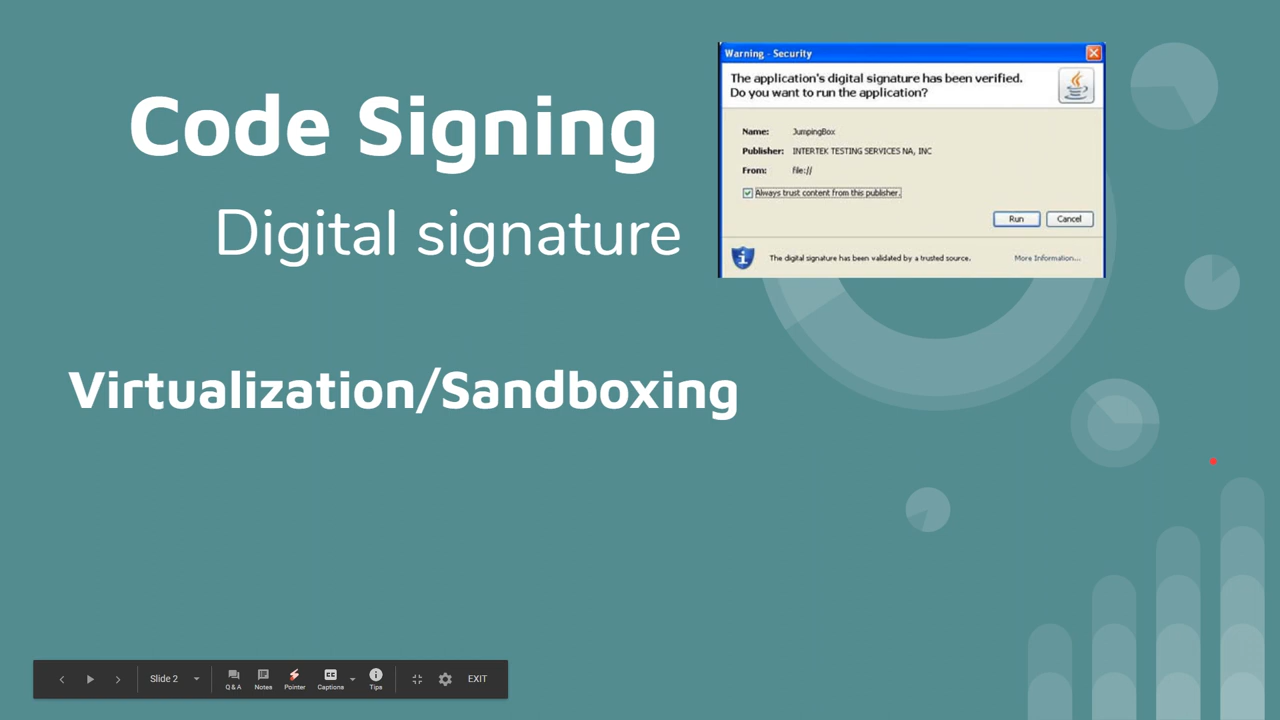 Code Signing
Digital signature
Warning - Security
The application's digital signature has been verified.
Do you want to run the application?
Name: JumpingBox
Publisher: INTERTEK TESTING SERVICES NA, INC
From: file://
Always trust content from this publisher.
Run Cancel
The digital signature has been validated by a trusted source. More Information...
Virtualization/Sandboxing
Slide 2 Q & A Notes Pointer CC Captions Tips EXIT